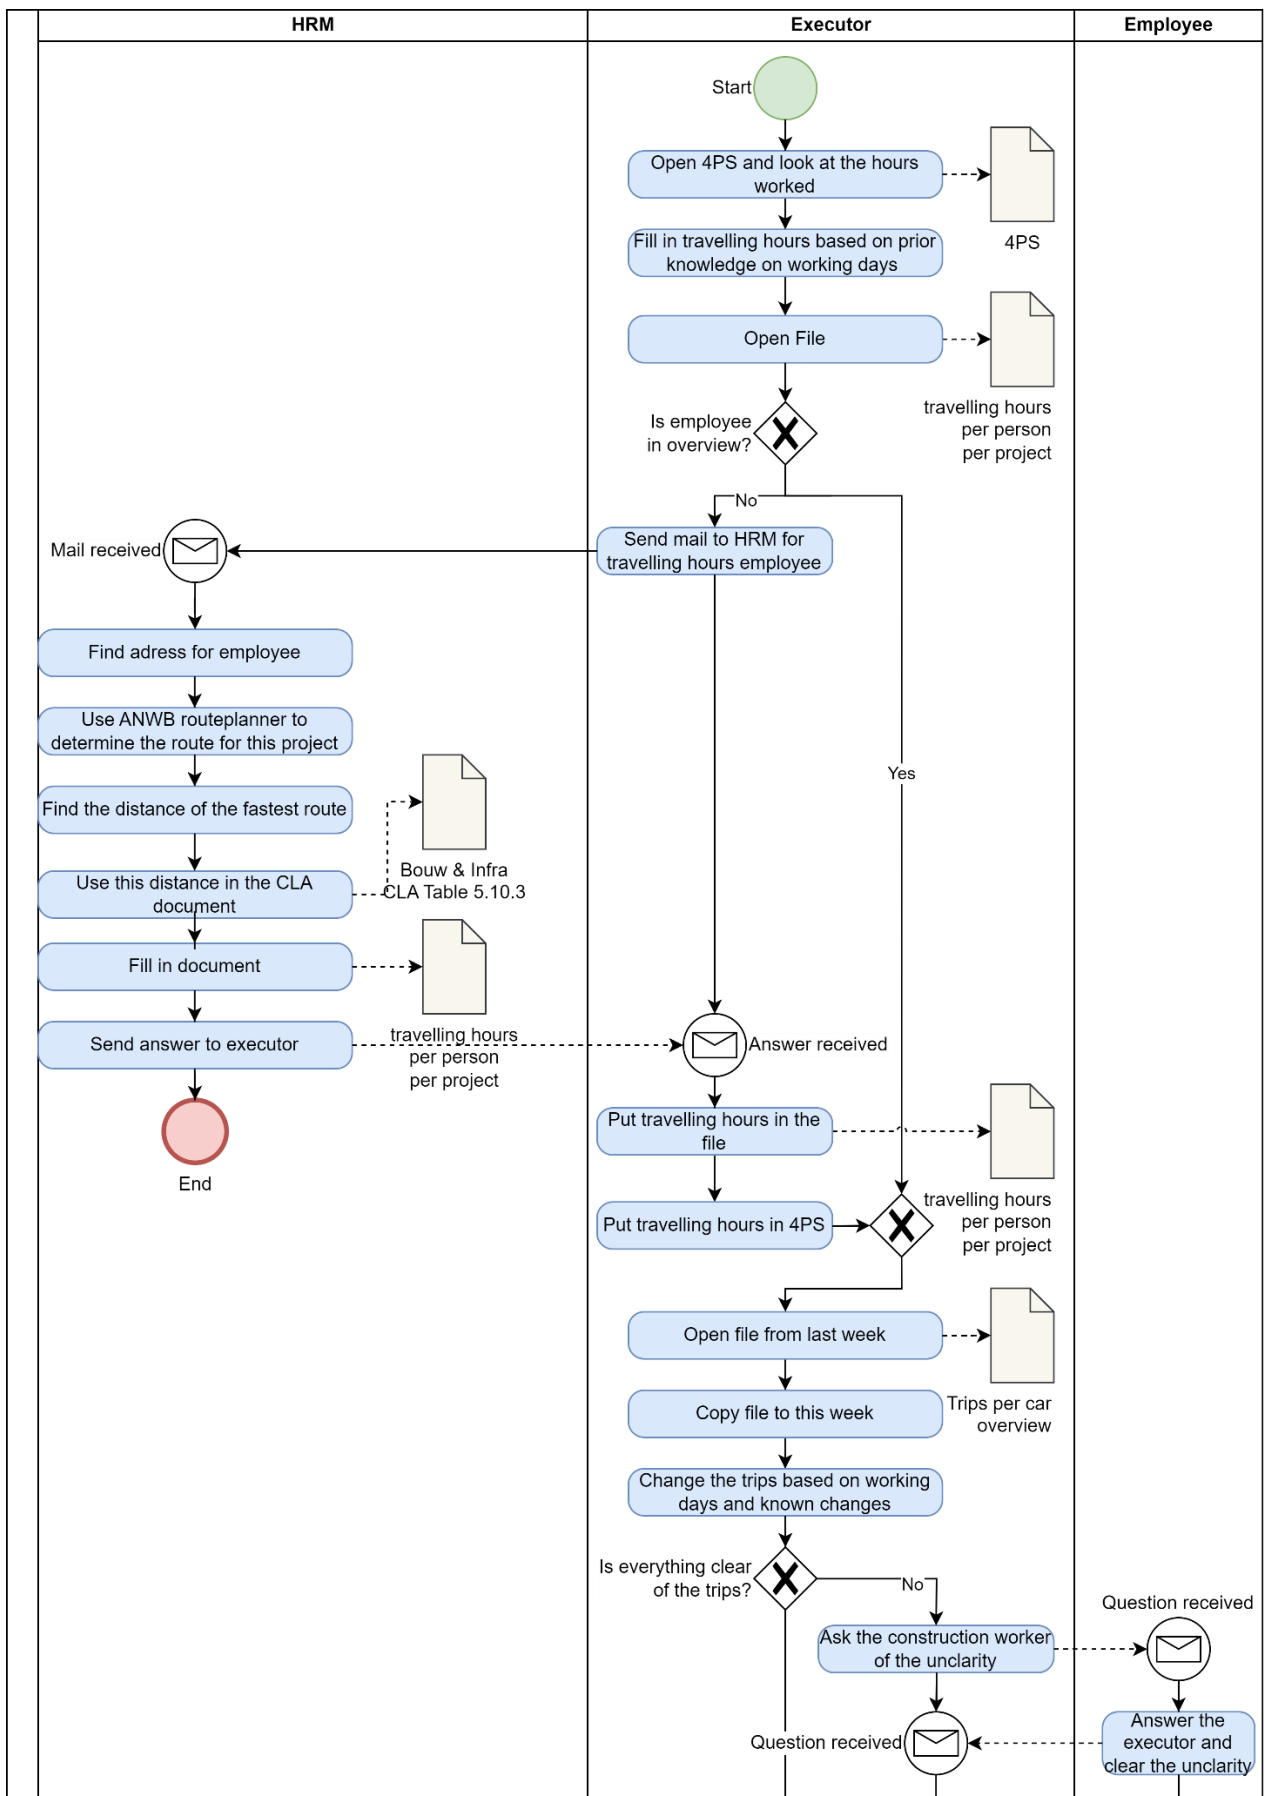 HRM
Executor
Employee
Start
Open 4PS and look at the hours
worked
4PS
Fill in travelling hours based on prior
knowledge on working days
Open File
travelling hours
per person
per project
Is employee
in overview?
No
Yes
Send mail to HRM for
travelling hours employee
Mail received
Find adress for employee
Use ANWB routeplanner to
determine the route for this project
Find the distance of the fastest route
Bouw & Infra
CLA Table 5.10.3
Use this distance in the CLA
document
Fill in document
travelling hours
per person
per project
Send answer to executor
End
Answer received
Put travelling hours in the
file
travelling hours
per person
per project
Put travelling hours in 4PS
Open file from last week
Trips per car
overview
Copy file to this week
Change the trips based on working
days and known changes
Is everything clear
of the trips?
No
Ask the construction worker
of the unclarity
Question received
Question received
Answer the
executor and
clear the unclarity